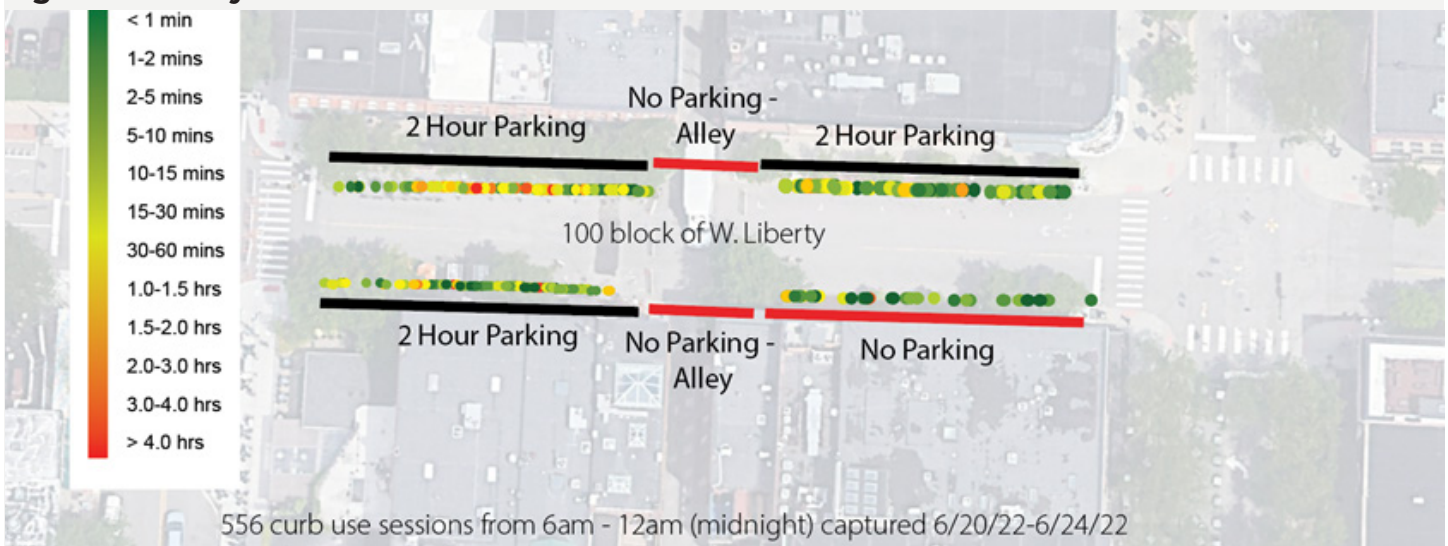 < 1 min
1-2 mins
2-5 mins
5-10 mins
10-15 mins
15-30 mins
30-60 mins
1.0-1.5 hrs
1.5-2.0 hrs
2.0-3.0 hrs
3.0-4.0 hrs
> 4.0 hrs
2 Hour Parking
No Parking -
Alley
2 Hour Parking
100 block of W. Liberty
2 Hour Parking
No Parking -
Alley
No Parking
556 curb use sessions from 6am - 12am (midnight) captured 6/20/22-6/24/22